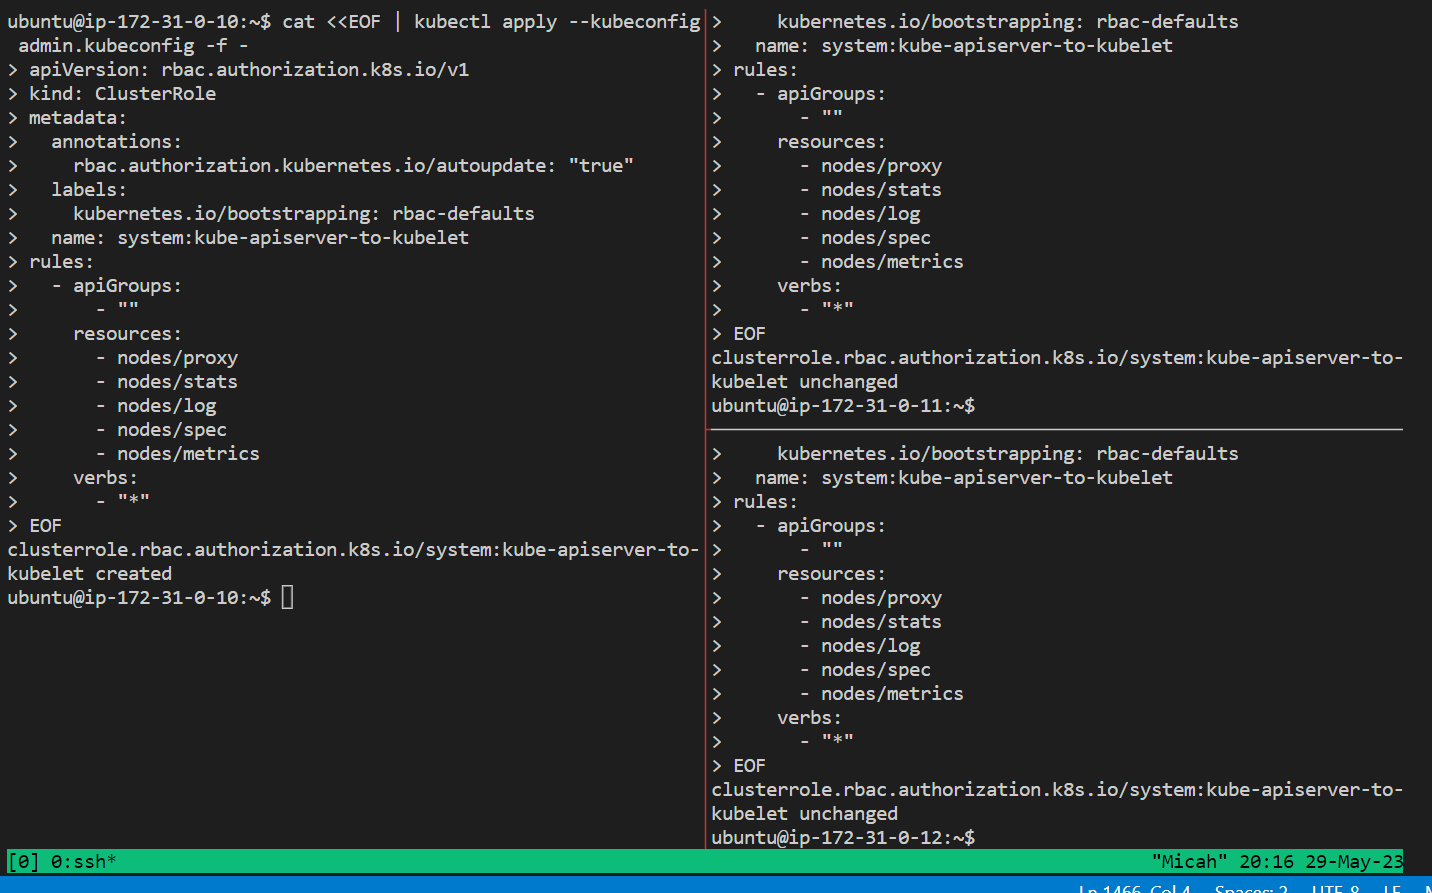 ubuntu@ip-172-31-0-10:~$ cat <<EOF | kubectl apply --kubeconfig
 admin.kubeconfig -f -
> apiVersion: rbac.authorization.k8s.io/v1
> kind: ClusterRole
> metadata:
>   annotations:
>     rbac.authorization.kubernetes.io/autoupdate: "true"
>   labels:
>     kubernetes.io/bootstrapping: rbac-defaults
>   name: system:kube-apiserver-to-kubelet
> rules:
>   - apiGroups:
>       - ""
>     resources:
>       - nodes/proxy
>       - nodes/stats
>       - nodes/log
>       - nodes/spec
>       - nodes/metrics
>     verbs:
>       - "*"
> EOF
clusterrole.rbac.authorization.k8s.io/system:kube-apiserver-to-
kubelet created
ubuntu@ip-172-31-0-10:~$
>     kubernetes.io/bootstrapping: rbac-defaults
>   name: system:kube-apiserver-to-kubelet
> rules:
>   - apiGroups:
>       - ""
>     resources:
>       - nodes/proxy
>       - nodes/stats
>       - nodes/log
>       - nodes/spec
>       - nodes/metrics
>     verbs:
>       - "*"
> EOF
clusterrole.rbac.authorization.k8s.io/system:kube-apiserver-to-
kubelet unchanged
ubuntu@ip-172-31-0-11:~$
>     kubernetes.io/bootstrapping: rbac-defaults
>   name: system:kube-apiserver-to-kubelet
> rules:
>   - apiGroups:
>       - ""
>     resources:
>       - nodes/proxy
>       - nodes/stats
>       - nodes/log
>       - nodes/spec
>       - nodes/metrics
>     verbs:
>       - "*"
> EOF
clusterrole.rbac.authorization.k8s.io/system:kube-apiserver-to-
kubelet unchanged
ubuntu@ip-172-31-0-12:~$
[0] 0:ssh* "Micah" 20:16 29-May-23
Ln 1466, Col 4 Spaces: 2 UTF-8 LF